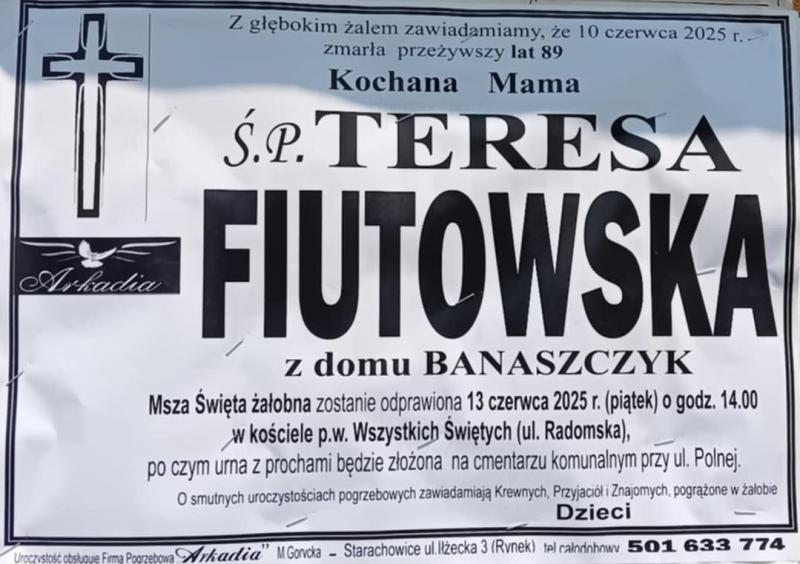 Z głębokim żalem zawiadamiamy, że 10 czerwca 2025 r.
zmarła przeżywszy lat 89
Kochana Mama
Ś.P. TERESA
FIUTOWSKA
Arkadia
z domu BANASZCZYK
Msza Święta żałobna zostanie odprawiona 13 czerwca 2025 r. (piątek) o godz. 14.00
w kościele p.w. Wszystkich Świętych (ul. Radomska),
po czym urna z prochami będzie złożona na cmentarzu komunalnym przy ul. Polnej.
O smutnych uroczystościach pogrzebowych zawiadamiają Krewnych, Przyjaciół i Znajomych, pogrążone w żałobie
Dzieci
Uroczystość obsługuje Firma Pogrzebowa "Arkadia" M.Gorycka – Starachowice ul.Iłżecka 3 (Rynek) tel.całodobowy 501 633 774